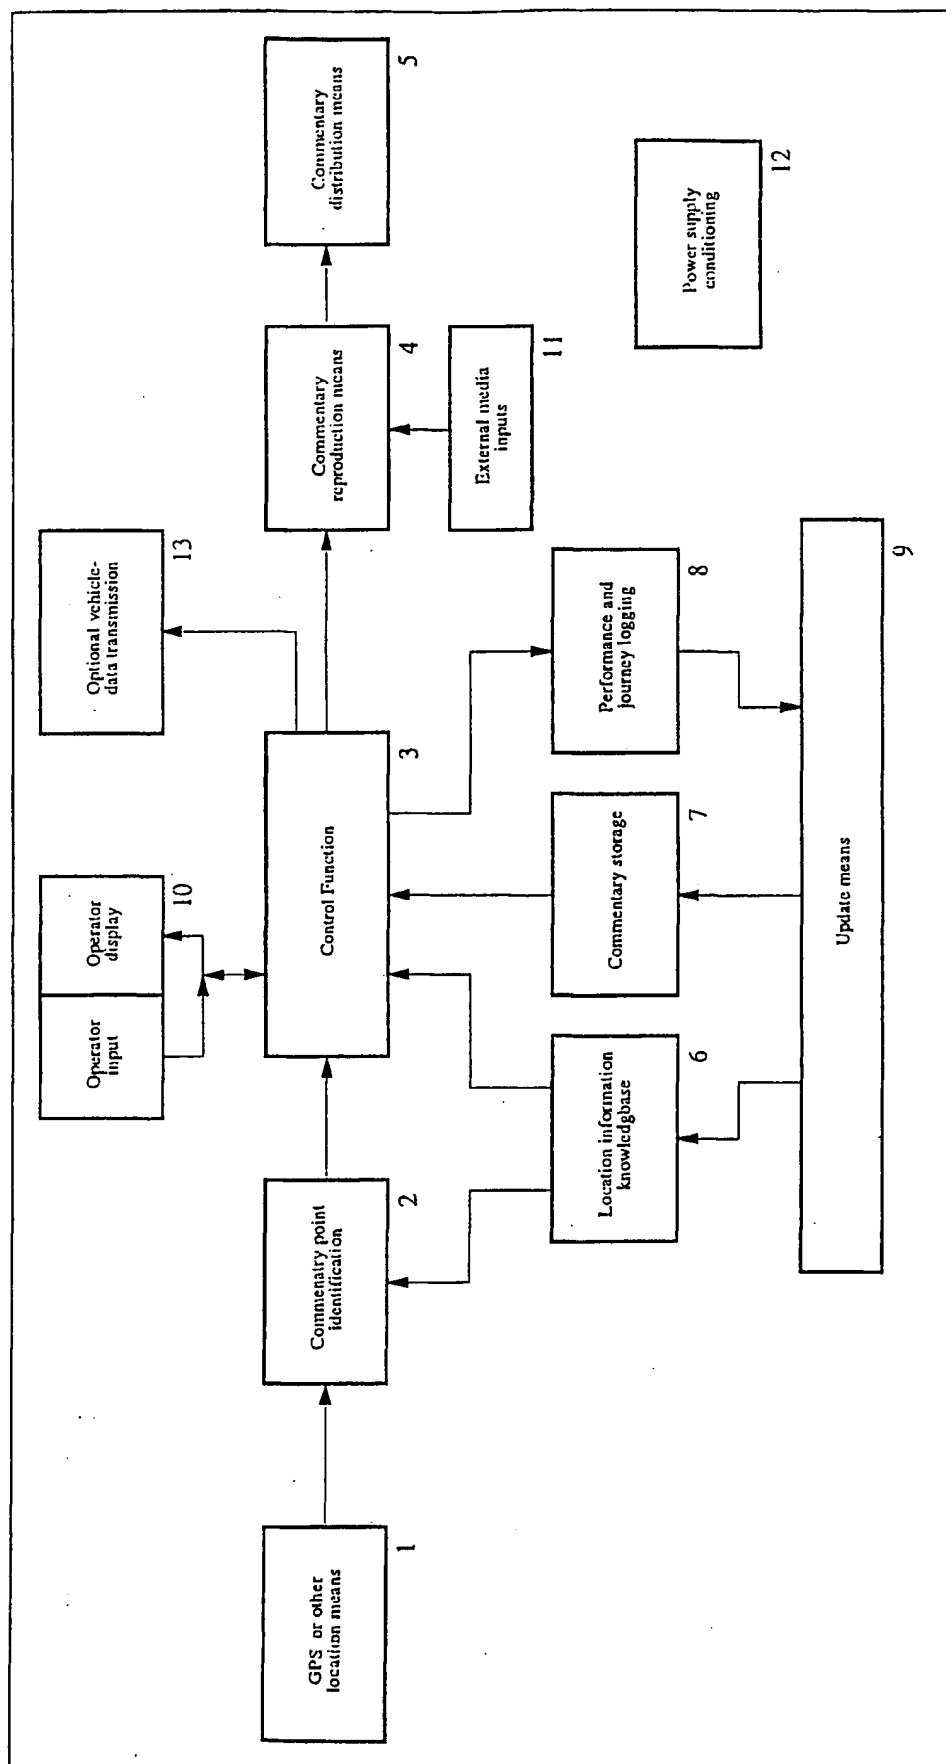 Operator
input
Operator
display
10
Optional vehicle-
data transmission
13
GPS or other
location means
1
Commenatry point
identification
2
Control Function
3
Commentary
reproduction means
4
Commentary
distribution means
5
Location information
knowledgbase
6
Commentary storage
7
Performance and
journey logging
8
External media
inputs
11
Power supply
conditioning
12
Update means
9